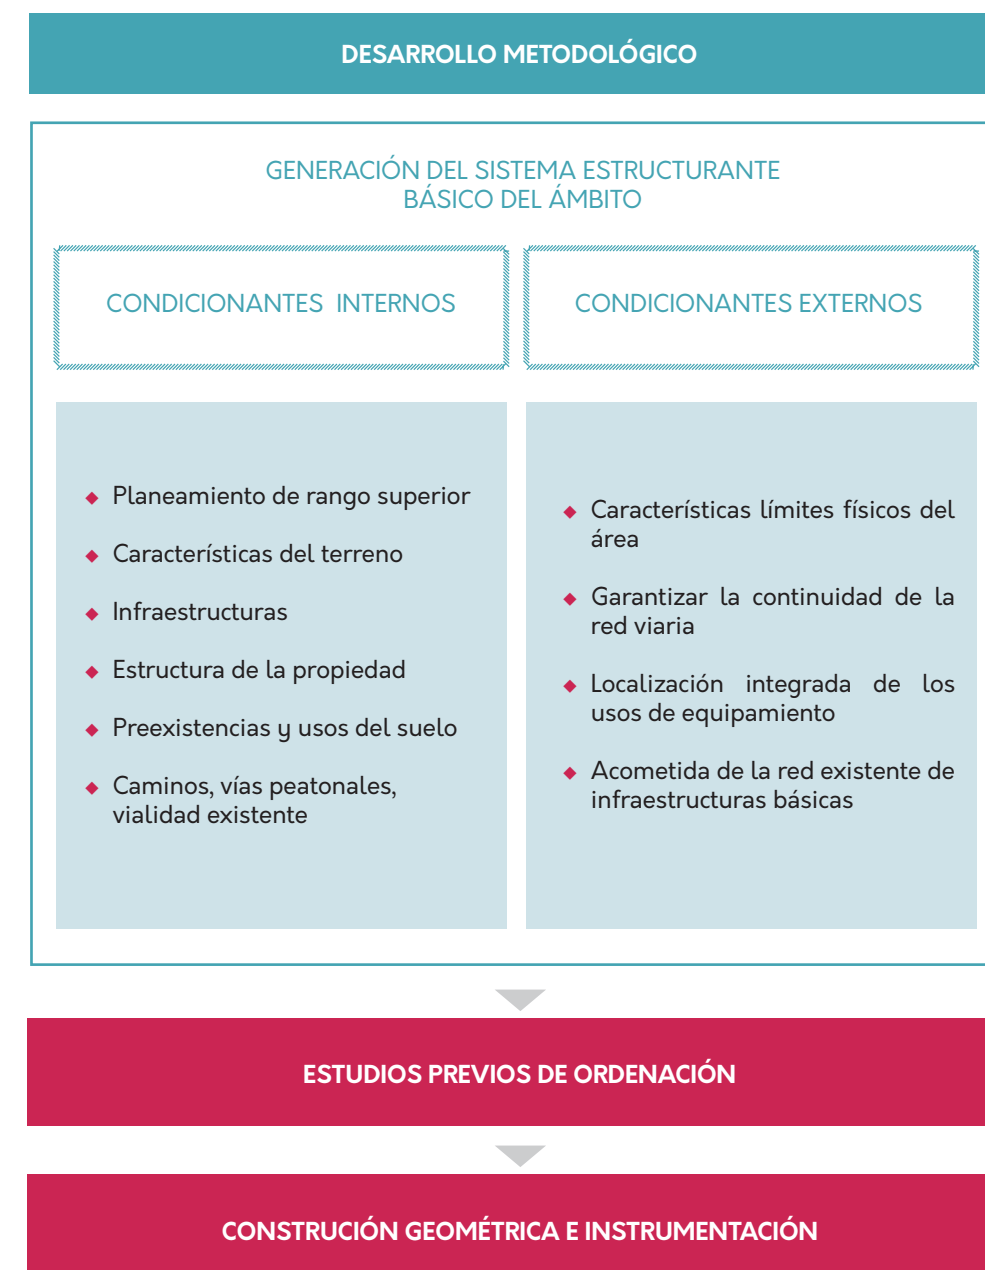 DESARROLLO METODOLÓGICO
GENERACIÓN DEL SISTEMA ESTRUCTURANTE
BÁSICO DEL ÁMBITO
CONDICIONANTES INTERNOS
CONDICIONANTES EXTERNOS
Planeamiento de rango superior
Características del terreno
Infraestructuras
Estructura de la propiedad
Preexistencias y usos del suelo
Caminos, vías peatonales,
vialidad existente
Características límites físicos del
área
Garantizar la continuidad de la
red viaria
Localización integrada de los
usos de equipamiento
Acometida de la red existente de
infraestructuras básicas
ESTUDIOS PREVIOS DE ORDENACIÓN
CONSTRUCIÓN GEOMÉTRICA E INSTRUMENTACIÓN